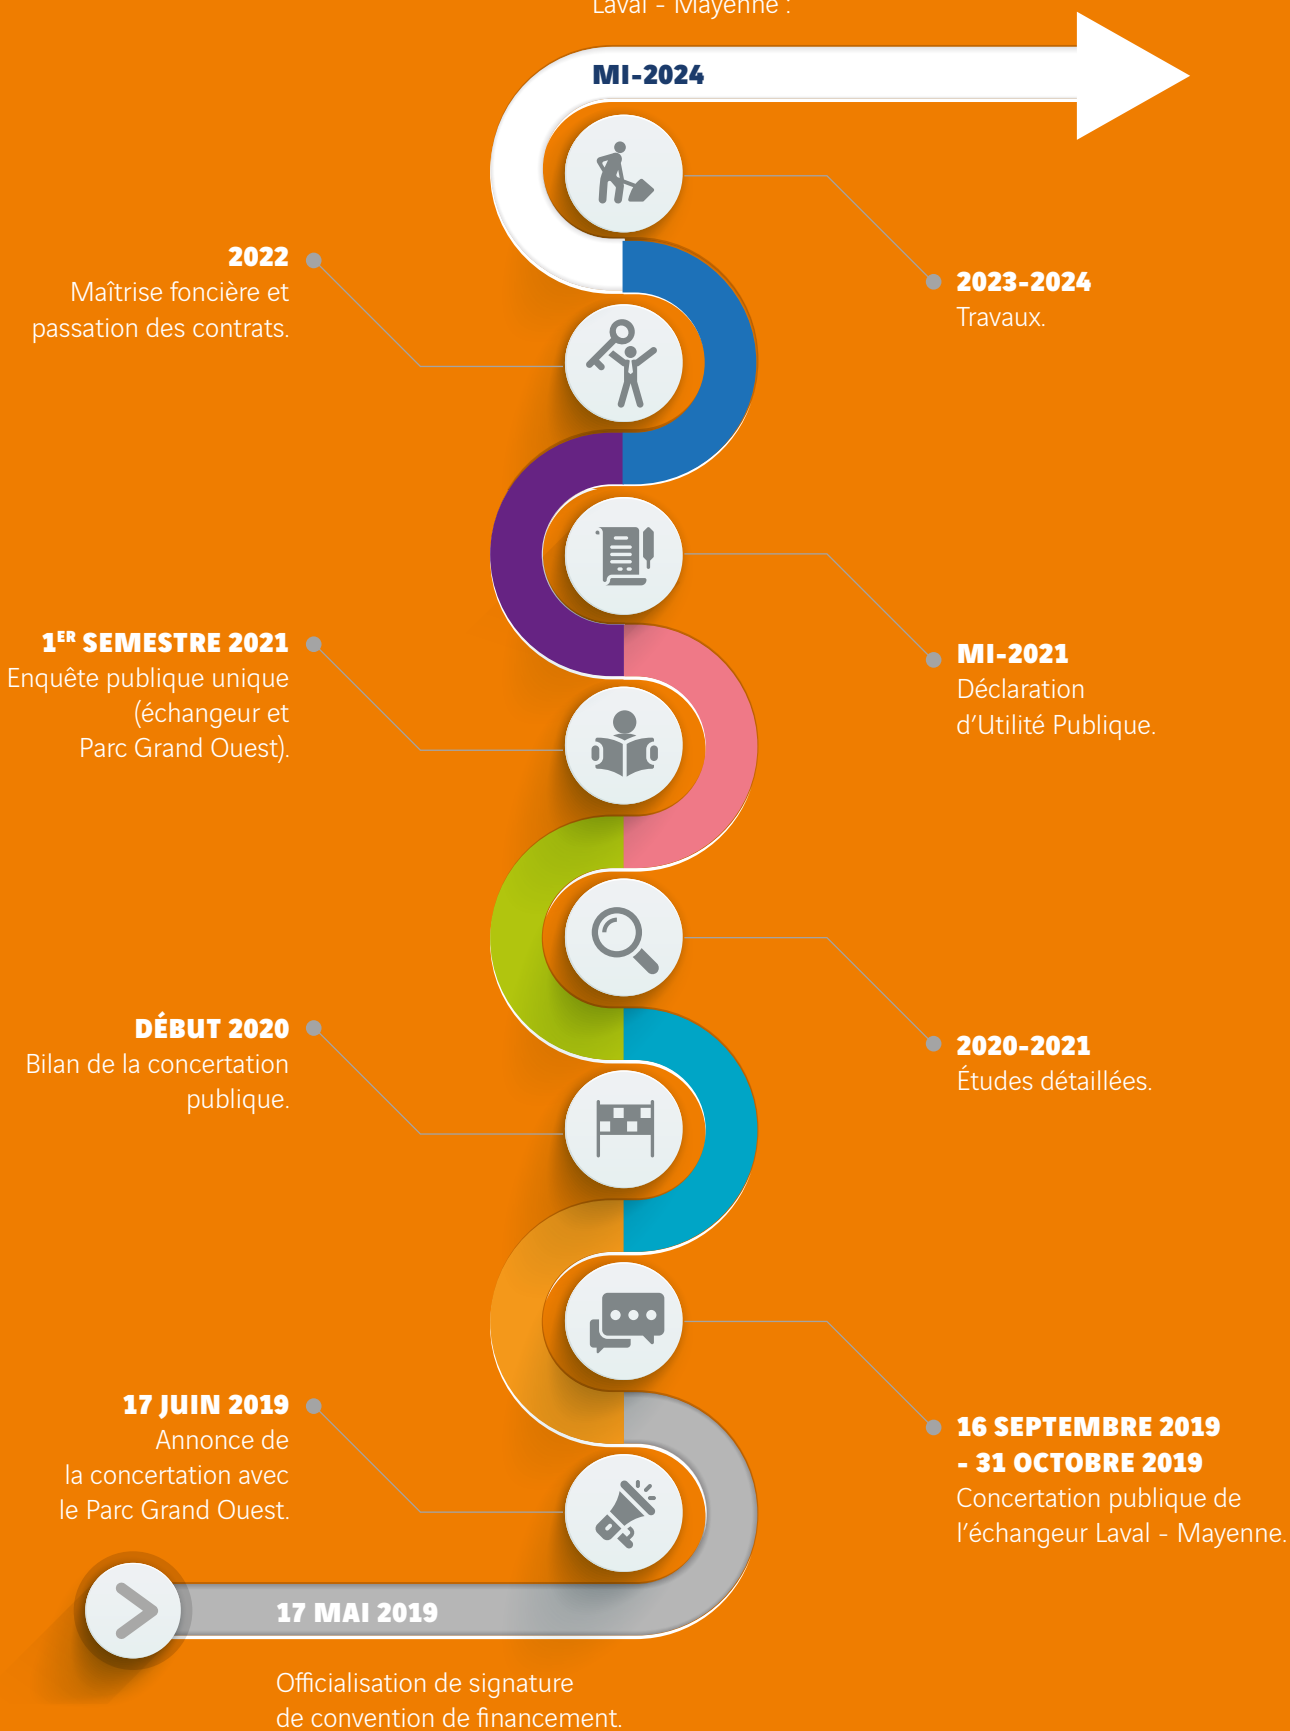 Laval - Mayenne :
MI-2024
2022
Maîtrise foncière et
passation des contrats.
2023-2024
Travaux.
1ER SEMESTRE 2021
Enquête publique unique
(échangeur et
Parc Grand Ouest).
MI-2021
Déclaration
d’Utilité Publique.
DÉBUT 2020
Bilan de la concertation
publique.
2020-2021
Études détaillées.
17 JUIN 2019
Annonce de
la concertation avec
le Parc Grand Ouest.
16 SEPTEMBRE 2019
- 31 OCTOBRE 2019
Concertation publique de
l’échangeur Laval - Mayenne.
17 MAI 2019
Officialisation de signature
de convention de financement.